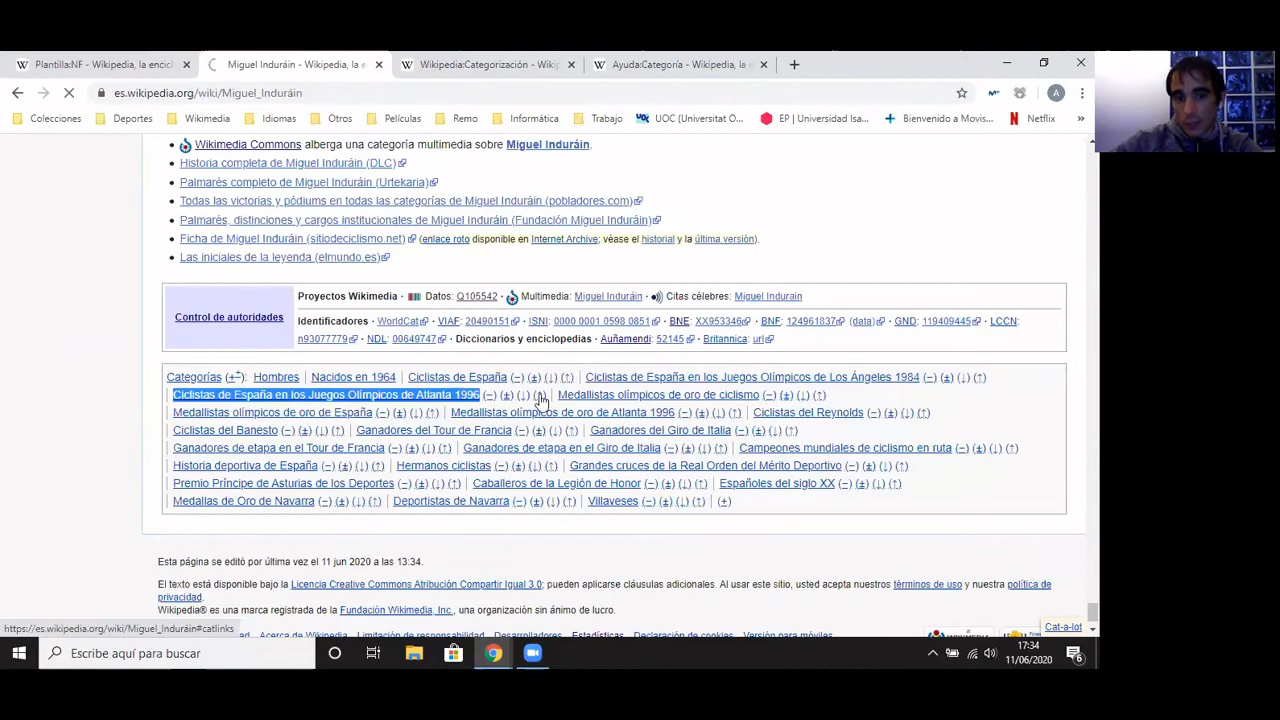 Plantilla:NF - Wikipedia, la encicl
Miguel Induráin - Wikipedia, la e
Wikipedia:Categorización - Wikip
Ayuda:Categoría - Wikipedia, la e
es.wikipedia.org/wiki/Miguel_Induráin
Colecciones Deportes Wikimedia Idiomas Otros Películas Remo Informática Trabajo UOC (Universitat O... EP | Universidad Isa... Bienvenido a Movis... Netflix
Wikimedia Commons alberga una categoría multimedia sobre Miguel Induráin.
Historia completa de Miguel Induráin (DLC)
Palmarés completo de Miguel Induráin (Urtekaria)
Todas las victorias y pódiums en todas las categorías de Miguel Induráin (pobladores.com)
Palmarés, distinciones y cargos institucionales de Miguel Induráin (Fundación Miguel Induráin)
Ficha de Miguel Induráin (sitiodeciclismo.net) (enlace roto disponible en Internet Archive; véase el historial y la última versión).
Las iniciales de la leyenda (elmundo.es)
Control de autoridades
Proyectos Wikimedia · Datos: Q105542 · Multimedia: Miguel Induráin · Citas célebres: Miguel Induraín
Identificadores · WorldCat · VIAF: 20490151 · ISNI: 0000 0001 0598 0851 · BNE: XX953346 · BNF: 124961837 (data) · GND: 119409445 · LCCN:
n93077779 · NDL: 00649747 · Diccionarios y enciclopedias · Auñamendi: 52145 · Britannica: url
Categorías (++): Hombres | Nacidos en 1964 | Ciclistas de España (−) (±) (↓) (↑) | Ciclistas de España en los Juegos Olímpicos de Los Ángeles 1984 (−) (±) (↓) (↑)
| Ciclistas de España en los Juegos Olímpicos de Atlanta 1996 (−) (±) (↓) (↑) | Medallistas olímpicos de oro de ciclismo (−) (±) (↓) (↑)
| Medallistas olímpicos de oro de España (−) (±) (↓) (↑) | Medallistas olímpicos de oro de Atlanta 1996 (−) (±) (↓) (↑) | Ciclistas del Reynolds (−) (±) (↓) (↑)
| Ciclistas del Banesto (−) (±) (↓) (↑) | Ganadores del Tour de Francia (−) (±) (↓) (↑) | Ganadores del Giro de Italia (−) (±) (↓) (↑)
| Ganadores de etapa en el Tour de Francia (−) (±) (↓) (↑) | Ganadores de etapa en el Giro de Italia (−) (±) (↓) (↑) | Campeones mundiales de ciclismo en ruta (−) (±) (↓) (↑)
| Historia deportiva de España (−) (±) (↓) (↑) | Hermanos ciclistas (−) (±) (↓) (↑) | Grandes cruces de la Real Orden del Mérito Deportivo (−) (±) (↓) (↑)
| Premio Príncipe de Asturias de los Deportes (−) (±) (↓) (↑) | Caballeros de la Legión de Honor (−) (±) (↓) (↑) | Españoles del siglo XX (−) (±) (↓) (↑)
| Medallas de Oro de Navarra (−) (±) (↓) (↑) | Deportistas de Navarra (−) (±) (↓) (↑) | Villaveses (−) (±) (↓) (↑) | (+)
Esta página se editó por última vez el 11 jun 2020 a las 13:34.
El texto está disponible bajo la Licencia Creative Commons Atribución Compartir Igual 3.0; pueden aplicarse cláusulas adicionales. Al usar este sitio, usted acepta nuestros términos de uso y nuestra política de
privacidad.
Wikipedia® es una marca registrada de la Fundación Wikimedia, Inc., una organización sin ánimo de lucro.
Cat-a-lot
https://es.wikipedia.org/wiki/Miguel_Induráin#catlinks
Acerca de Wikipedia Limitación de responsabilidad Desarrolladores Estadísticas Declaración de cookies Versión para móviles
Escribe aquí para buscar
17:34
11/06/2020
6